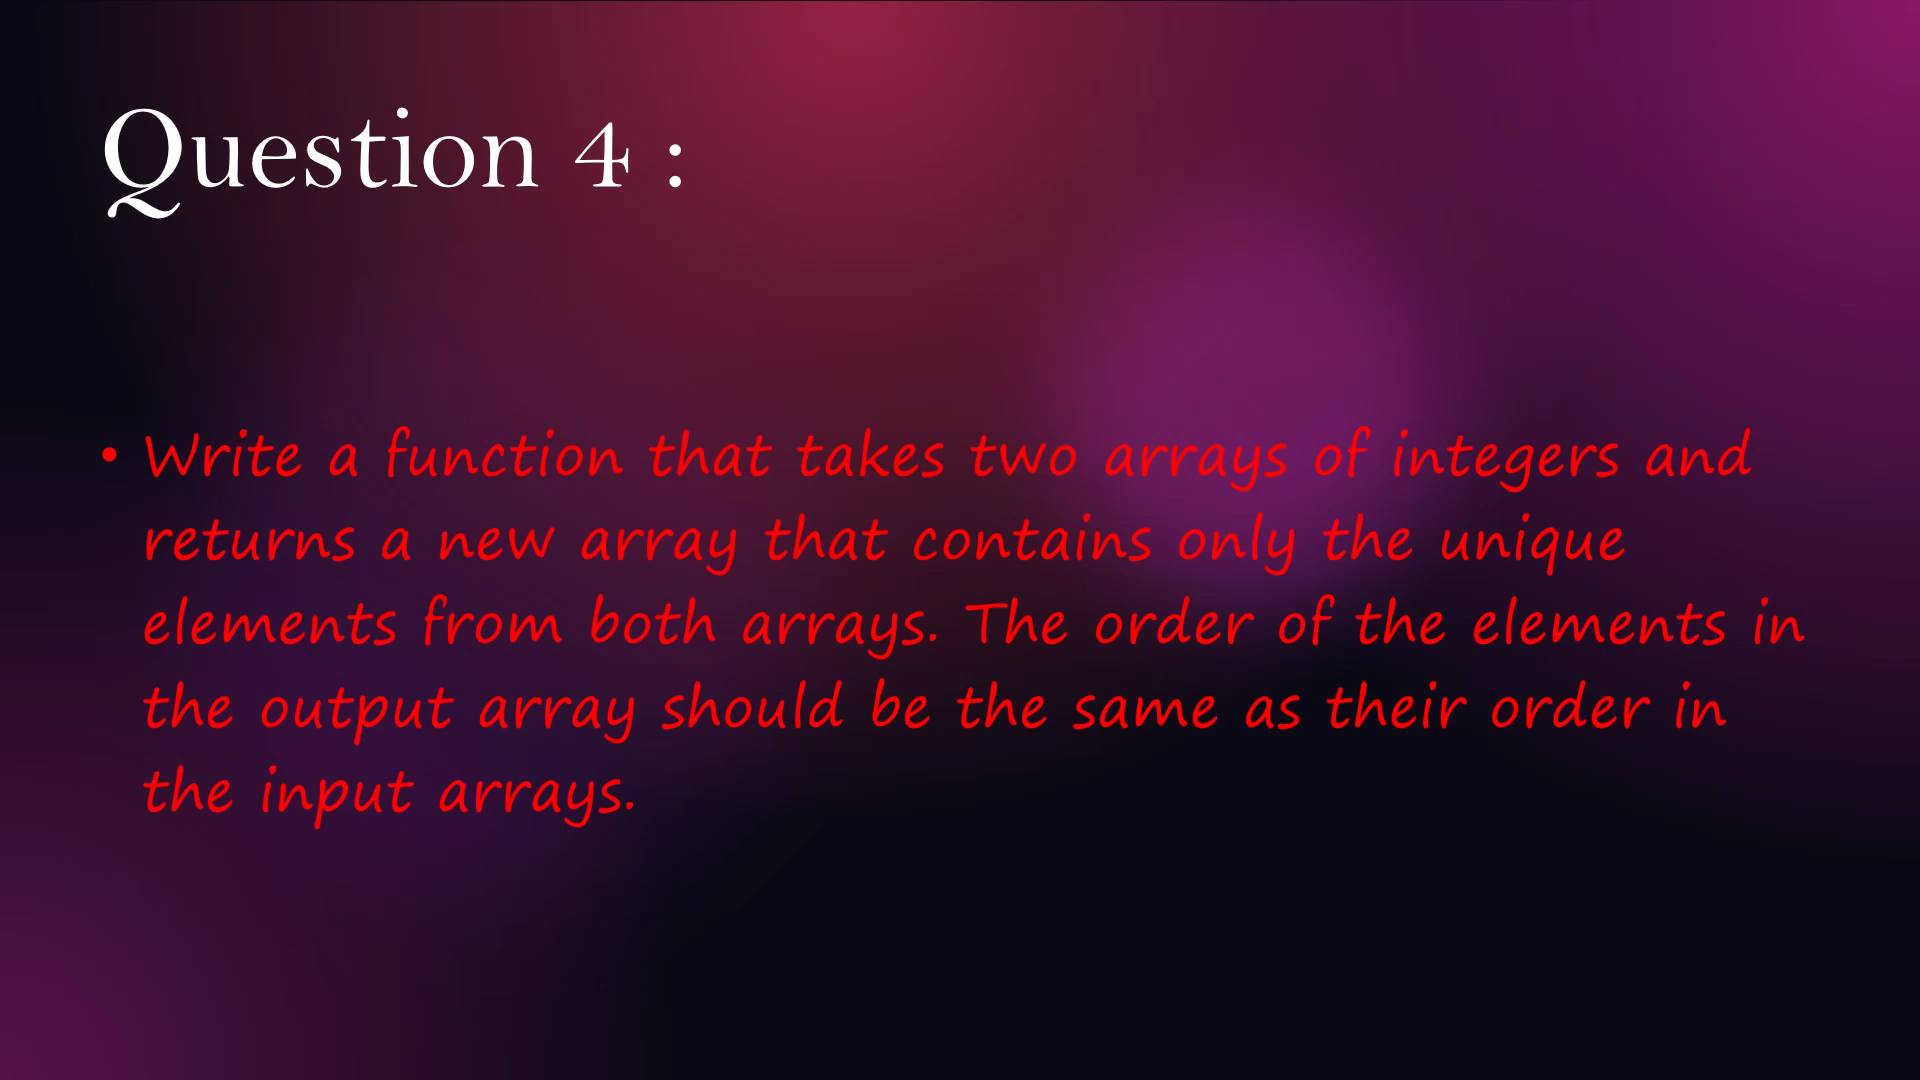 Question 4 :
• Write a function that takes two arrays of integers and
returns a new array that contains only the unique
elements from both arrays. The order of the elements in
the output array should be the same as their order in
the input arrays.